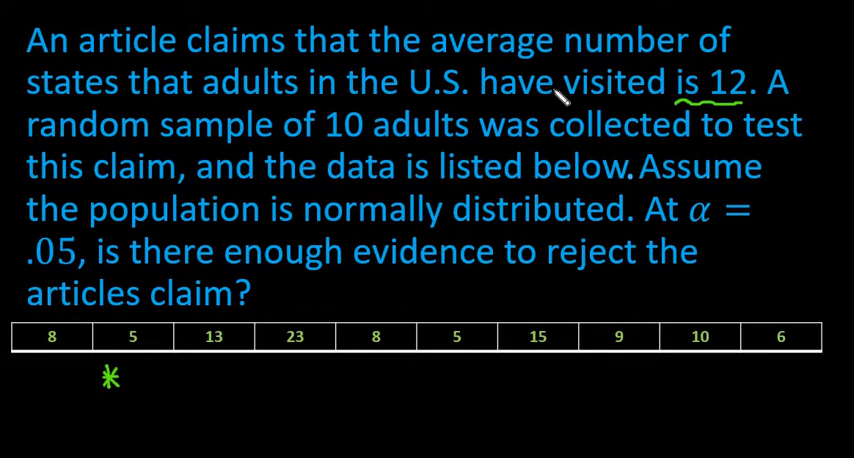 An article claims that the average number of
states that adults in the U.S. have visited is 12. A
random sample of 10 adults was collected to test
this claim, and the data is listed below. Assume
the population is normally distributed. At α =
.05, is there enough evidence to reject the
articles claim?
8 5 13 23 8 5 15 9 10 6
*